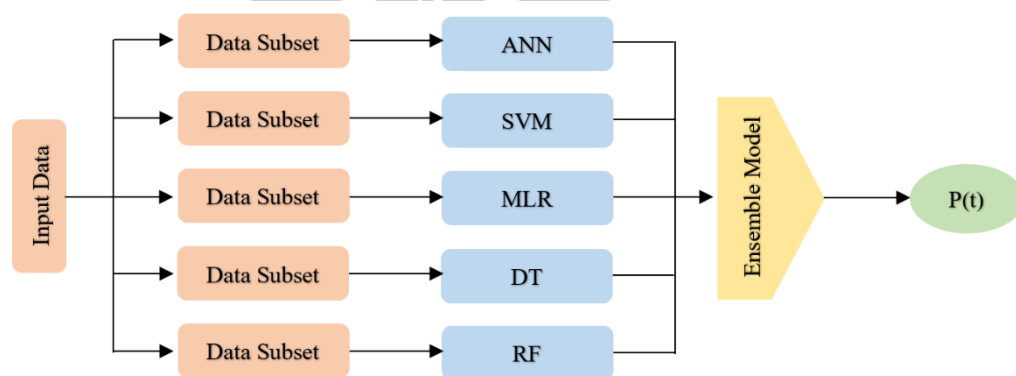 Input Data
Data Subset
ANN
Data Subset
SVM
Data Subset
MLR
Data Subset
DT
Data Subset
RF
Ensemble Model
P(t)